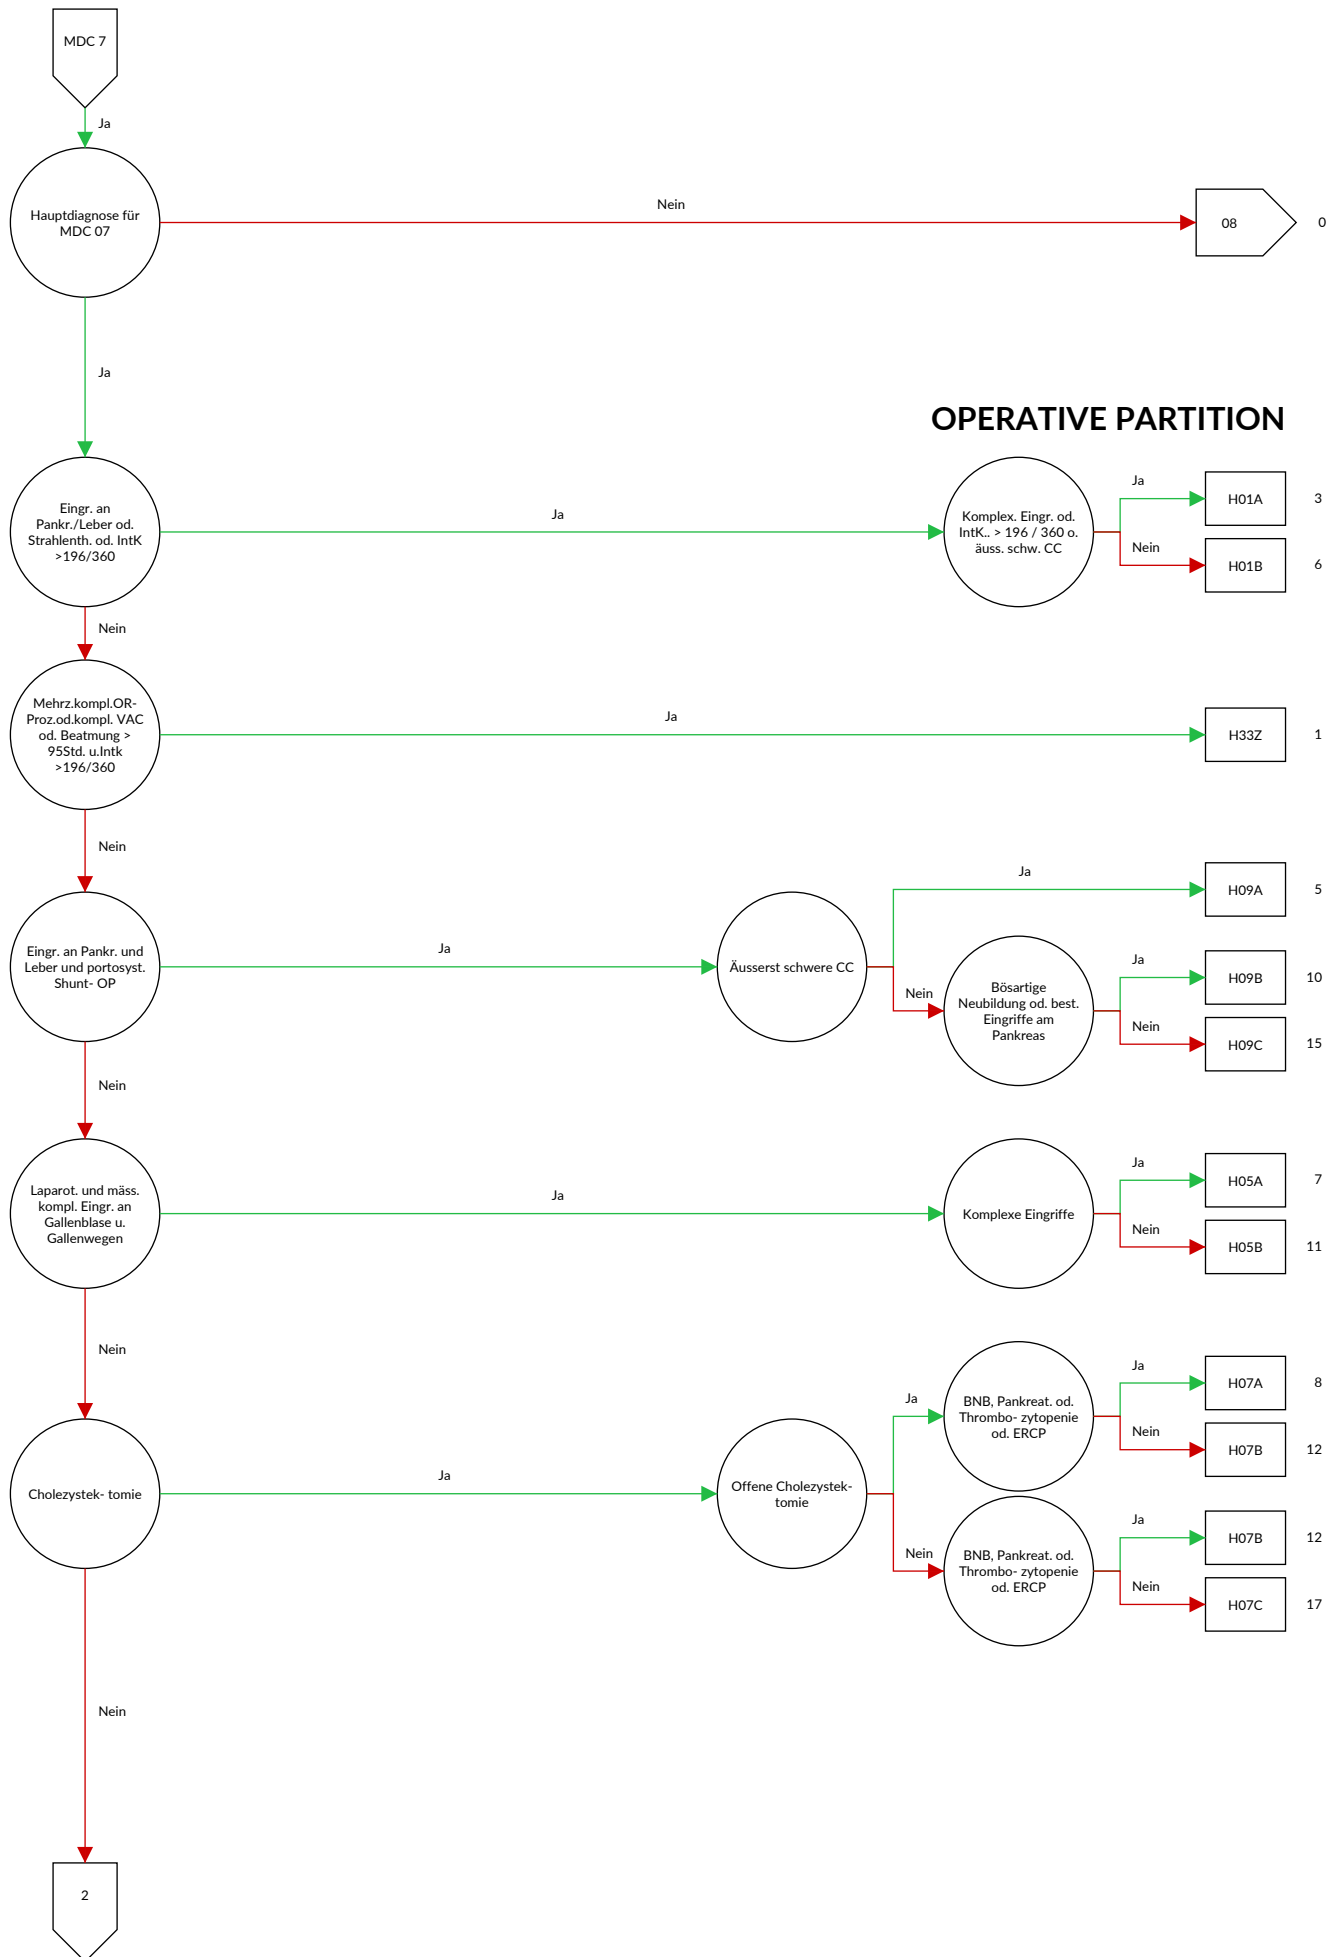 MDC 7
Ja
Hauptdiagnose für
MDC 07
Nein
08
0
Ja
OPERATIVE PARTITION
Eingr. an
Pankr./Leber od.
Strahlenth. od. IntK
>196/360
Ja
Komplex. Eingr. od.
IntK.. > 196 / 360 o.
äuss. schw. CC
Ja
H01A
3
Nein
H01B
6
Nein
Mehrz.kompl.OR-
Proz.od.kompl. VAC
od. Beatmung >
95Std. u.Intk
>196/360
Ja
H33Z
1
Nein
Eingr. an Pankr. und
Leber und portosyst.
Shunt- OP
Ja
Äusserst schwere CC
Ja
H09A
5
Nein
Bösartige
Neubildung od. best.
Eingriffe am
Pankreas
Ja
H09B
10
Nein
H09C
15
Nein
Laparot. und mäss.
kompl. Eingr. an
Gallenblase u.
Gallenwegen
Ja
Komplexe Eingriffe
Ja
H05A
7
Nein
H05B
11
Nein
Cholezystek- tomie
Ja
Offene Cholezystek-
tomie
Ja
BNB, Pankreat. od.
Thrombo- zytopenie
od. ERCP
Ja
H07A
8
Nein
H07B
12
Nein
BNB, Pankreat. od.
Thrombo- zytopenie
od. ERCP
Ja
H07B
12
Nein
H07C
17
Nein
2